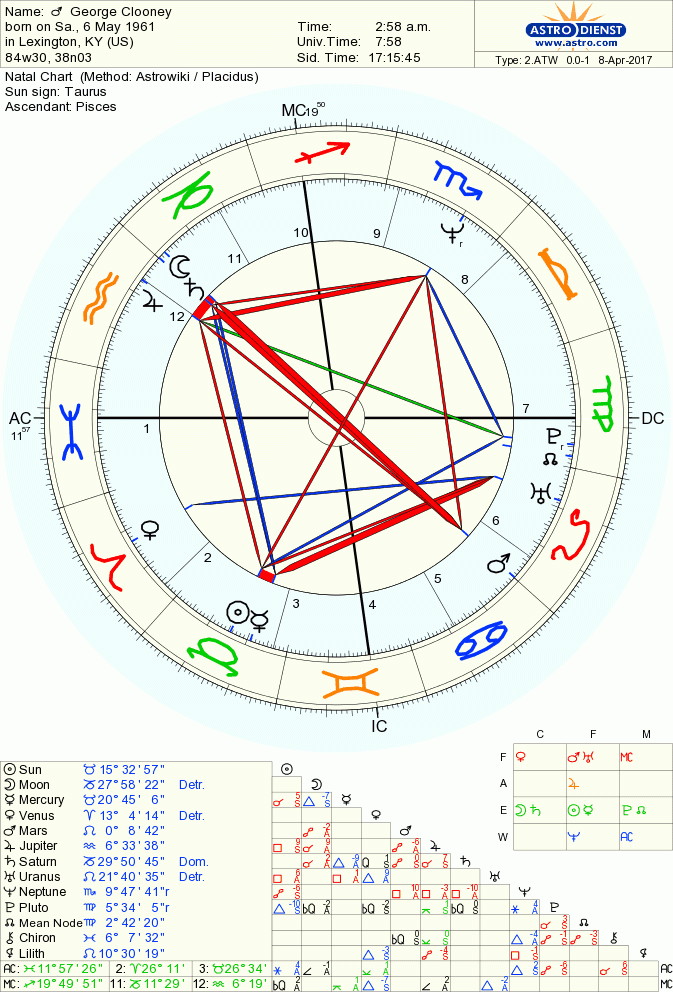 Name: ♂ George Clooney
born on Sa., 6 May 1961
in Lexington, KY (US)
84w30, 38n03
Time: 2:58 a.m.
Univ.Time: 7:58
Sid. Time: 17:15:45
ASTRO DIENST
www.astro.com
Type: 2.ATW 0.0-1 8-Apr-2017
Natal Chart (Method: Astrowiki / Placidus)
Sun sign: Taurus
Ascendant: Pisces
MC 19 50
10
9
11
8
12
AC
11 57
1
7
DC
r
r
6
2
5
3
4
IC
C F M
F ♀ ♂♅ MC
A ♃
E ☽♄ ☉☿ ♇☊
W ♆ AC
☉ Sun ♉ 15° 32' 57"
☽ Moon ♑ 27° 58' 22" Detr.
☿ Mercury ♉ 20° 45' 6"
♀ Venus ♈ 13° 4' 14" Detr.
♂ Mars ♌ 0° 8' 42"
♃ Jupiter ♒ 6° 33' 38"
♄ Saturn ♑ 29° 50' 45" Dom.
♅ Uranus ♌ 21° 40' 35" Detr.
♆ Neptune ♏ 9° 47' 41"r
♇ Pluto ♍ 5° 34' 5"r
☊ Mean Node ♍ 2° 42' 20"
⚷ Chiron ♓ 6° 7' 32"
⚸ Lilith ♌ 10° 30' 19"
AC: ♓ 11° 57' 26" 2: ♈ 26° 11' 3: ♉ 26° 34'
MC: ♐ 19° 49' 51" 11: ♑ 11° 29' 12: ♒ 6° 19'
AC
MC